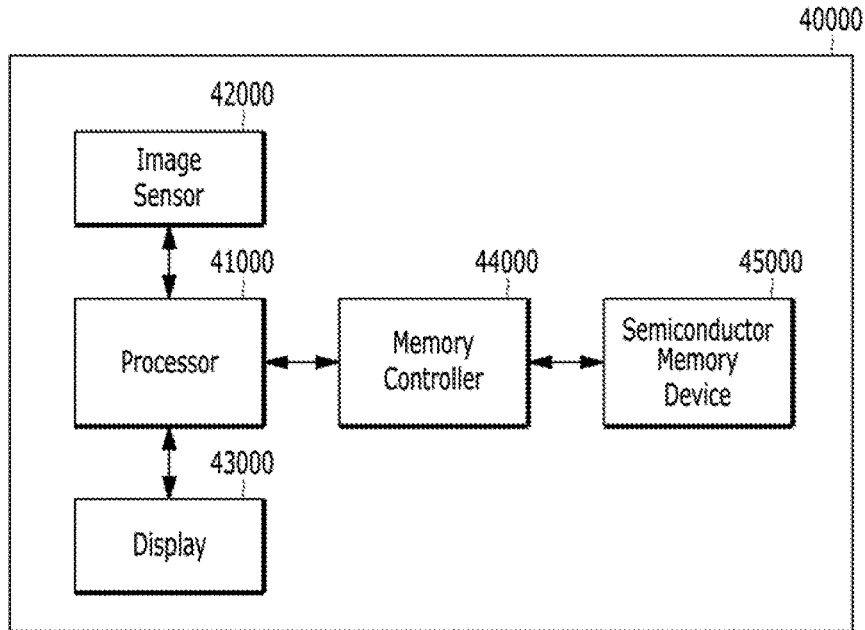 40000
42000
Image
Sensor
41000
Processor
44000
Memory
Controller
45000
Semiconductor
Memory
Device
43000
Display